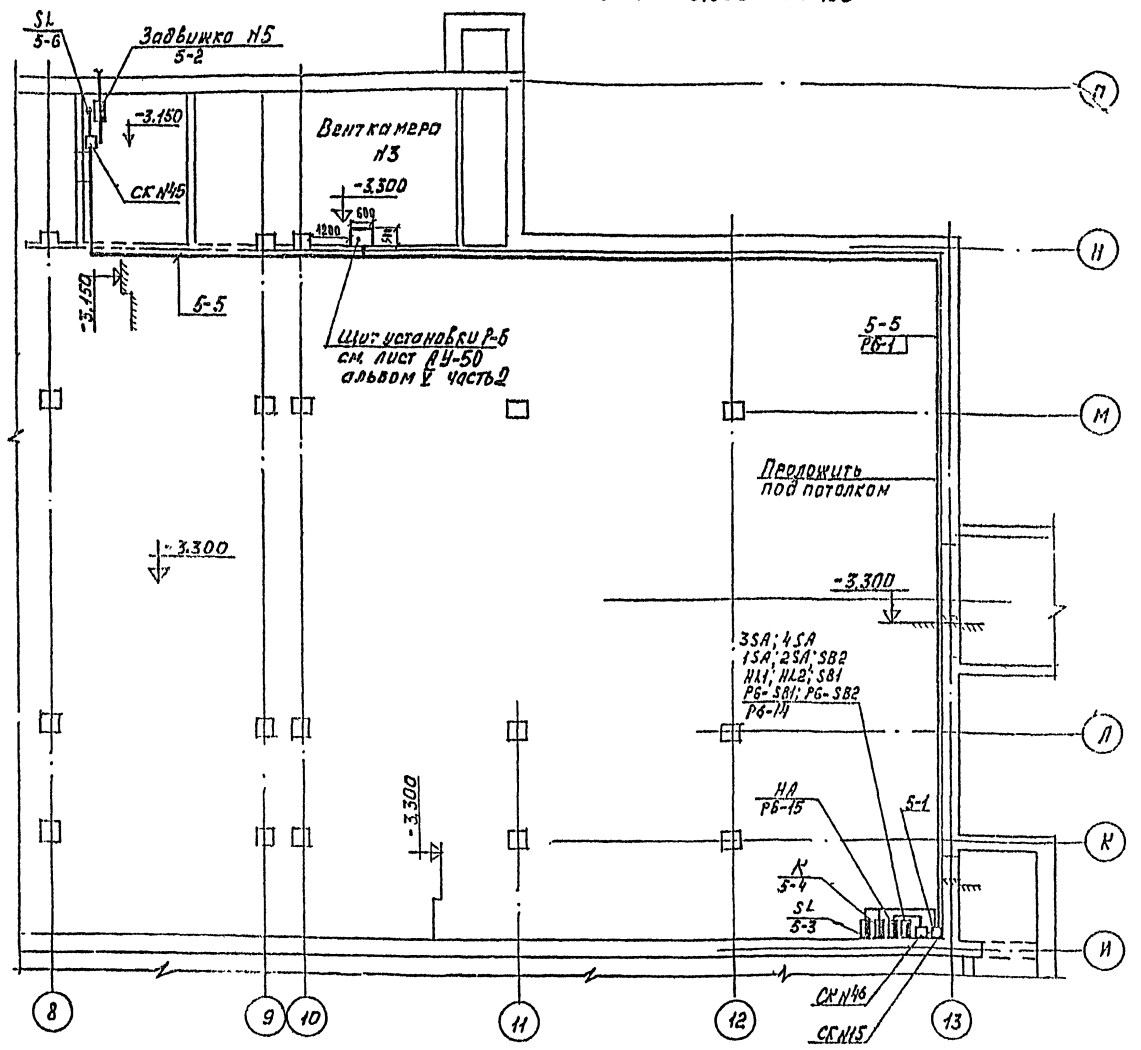 SL
5-6
Задвижка N5
5-2
П
-3.150
Венткамера
N3
СК N45
-3.300
600
1200
500
Н
-3.150
5-5
Щит установки Р-6
см. лист АУ-50
альбом V часть 2
5-5
Р6-1
М
Проложить
под потолком
-3.300
-3.300
3SA; 4SA
1SA; 2SA; SB2
HL1; HL2; SB1
Р6-SB1; Р6-SB2
Р6-14
Л
-3.300
НА
Р6-15
5-1
К
К
5-4
SL
5-3
И
СК N46
СК N15
8
9
10
11
12
13